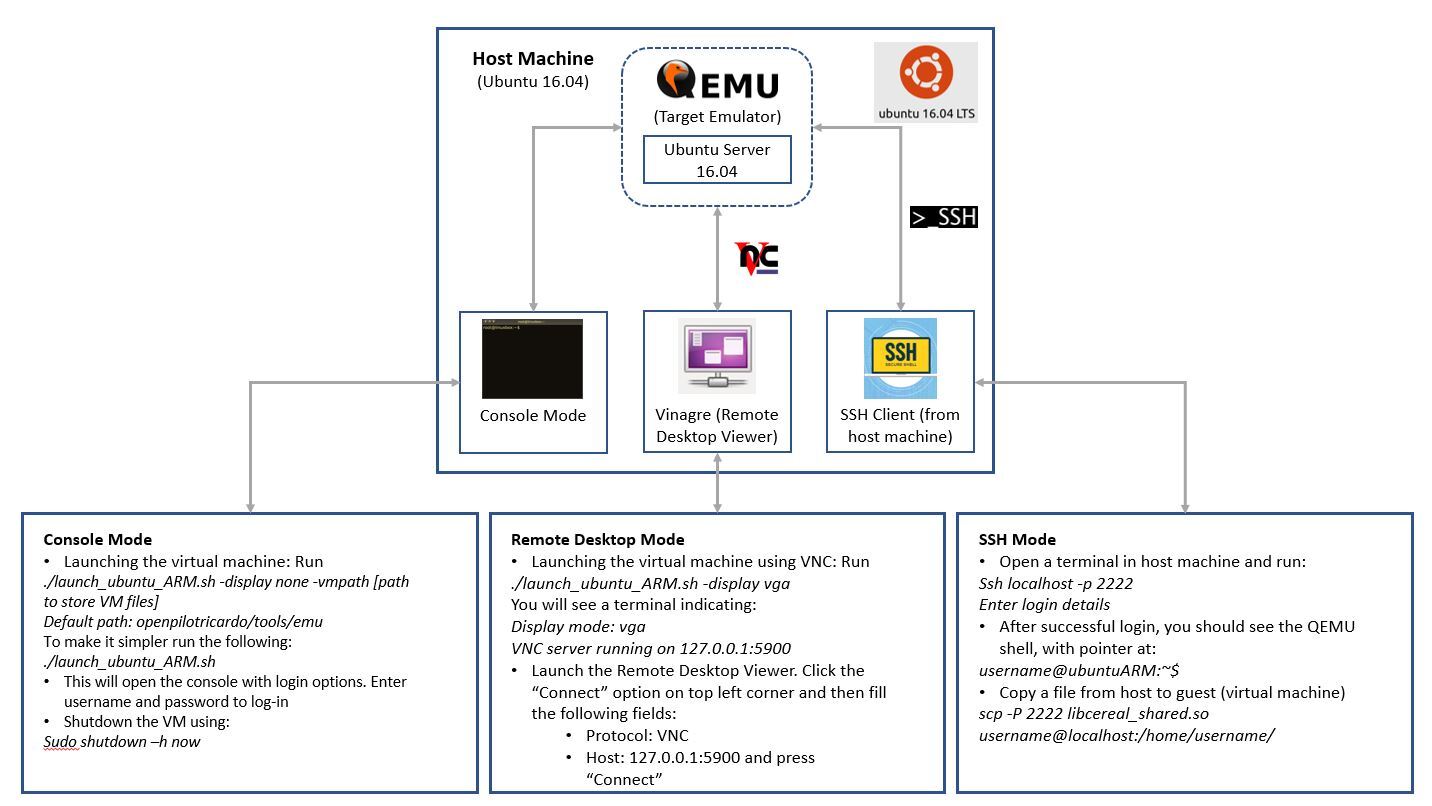 Host Machine
(Ubuntu 16.04)
QEMU
(Target Emulator)
Ubuntu Server
16.04
ubuntu 16.04 LTS
>_SSH
VNC
root@linuxbox: ~
root@linuxbox:~$
Console Mode
Vinagre (Remote
Desktop Viewer)
SSH
SECURE SHELL
SSH Client (from
host machine)
Console Mode
• Launching the virtual machine: Run
./launch_ubuntu_ARM.sh -display none -vmpath [path
to store VM files]
Default path: openpilotricardo/tools/emu
To make it simpler run the following:
./launch_ubuntu_ARM.sh
• This will open the console with login options. Enter
username and password to log-in
• Shutdown the VM using:
Sudo shutdown –h now
Remote Desktop Mode
• Launching the virtual machine using VNC: Run
./launch_ubuntu_ARM.sh -display vga
You will see a terminal indicating:
Display mode: vga
VNC server running on 127.0.0.1:5900
• Launch the Remote Desktop Viewer. Click the
“Connect” option on top left corner and then fill
the following fields:
• Protocol: VNC
• Host: 127.0.0.1:5900 and press
“Connect”
SSH Mode
• Open a terminal in host machine and run:
Ssh localhost -p 2222
Enter login details
• After successful login, you should see the QEMU
shell, with pointer at:
username@ubuntuARM:~$
• Copy a file from host to guest (virtual machine)
scp -P 2222 libcereal_shared.so
username@localhost:/home/username/